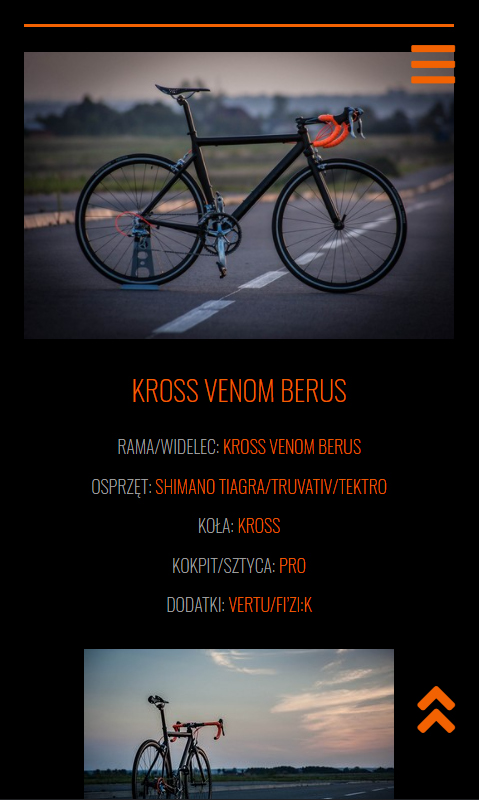 KROSS VENOM BERUS
RAMA/WIDELEC: KROSS VENOM BERUS
OSPRZĘT: SHIMANO TIAGRA/TRUVATIV/TEKTRO
KOŁA: KROSS
KOKPIT/SZTYCA: PRO
DODATKI: VERTU/FI'ZI:K